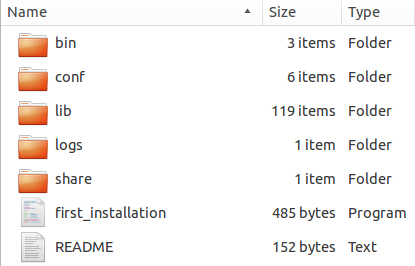 Name Size Type
bin 3 items Folder
conf 6 items Folder
lib 119 items Folder
logs 1 item Folder
share 1 item Folder
first_installation 485 bytes Program
README 152 bytes Text